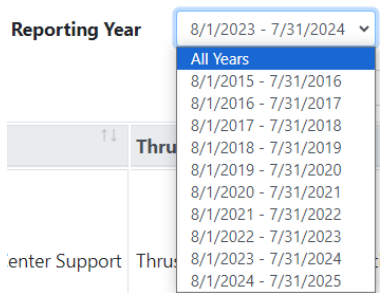 Reporting Year 8/1/2023 - 7/31/2024
All Years
8/1/2015 - 7/31/2016
8/1/2016 - 7/31/2017
8/1/2017 - 7/31/2018
8/1/2018 - 7/31/2019
8/1/2019 - 7/31/2020
8/1/2020 - 7/31/2021
8/1/2021 - 7/31/2022
8/1/2022 - 7/31/2023
8/1/2023 - 7/31/2024
8/1/2024 - 7/31/2025
Thru
enter Support Thrus